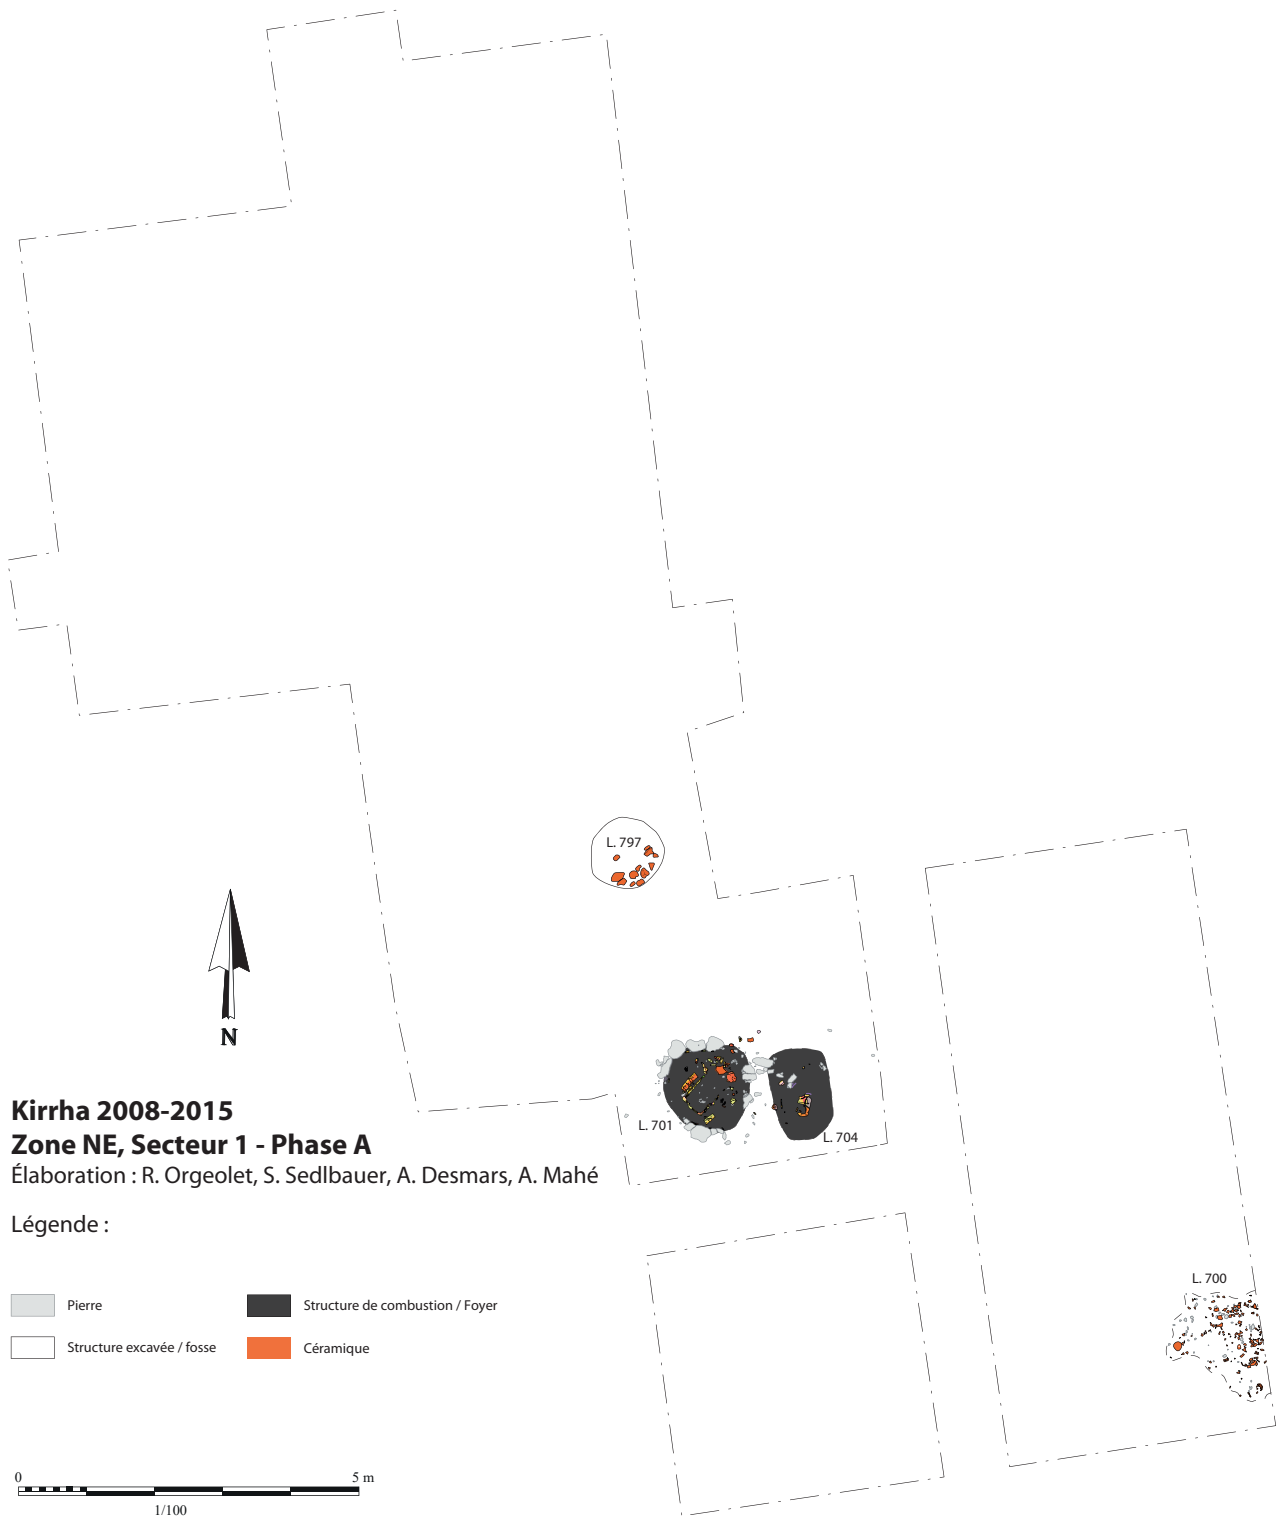 L. 797
N
L. 701
L. 704
Kirrha 2008-2015
Zone NE, Secteur 1 - Phase A
Élaboration : R. Orgeolet, S. Sedlbauer, A. Desmars, A. Mahé
Légende :
L. 700
Pierre
Structure de combustion / Foyer
Structure excavée / fosse
Céramique
0 5 m
1/100